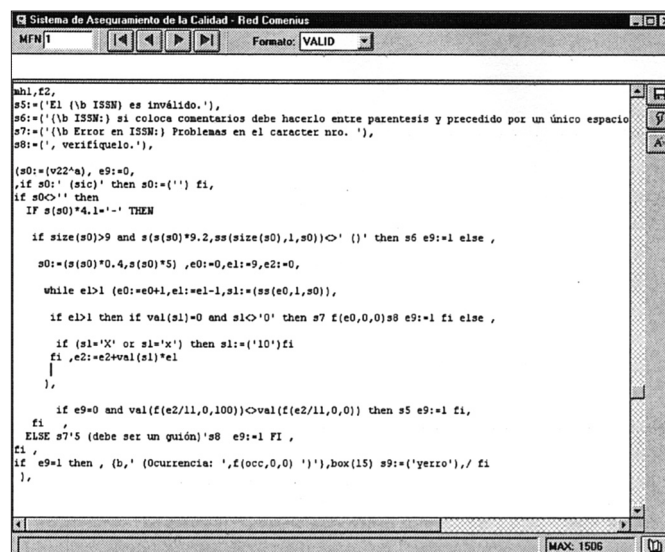 Sistema de Aseguramiento de la Calidad - Red Comenius
MFN 1 Formato: VALID
mhl,f2,
s5:=('El {\b ISSN} es inválido.'),
s6:=('{\b ISSN:} si coloca comentarios debe hacerlo entre parentesis y precedido por un único espacio
s7:=('{\b Error en ISSN:} Problemas en el caracter nro. '),
s8:=(', verifíquelo.'),
(s0:=(v22^a), e9:=0,
,if s0:' (sic)' then s0:=('') fi,
if s0<>'' then
IF s(s0)*4.1='-' THEN
if size(s0)>9 and s(s(s0)*9.2,ss(size(s0),1,s0))<>' ()' then s6 e9:=1 else ,
s0:=(s(s0)*0.4,s(s0)*5) ,e0:=0,e1:=9,e2:=0,
while e1>1 (e0:=e0+1,e1:=e1-1,s1:=(ss(e0,1,s0)),
if e1>1 then if val(s1)=0 and s1<>'0' then s7 f(e0,0,0)s8 e9:=1 fi else ,
if (s1='X' or s1='x') then s1:=('10')fi
fi ,e2:=e2+val(s1)*e1
),
if e9=0 and val(f(e2/11,0,100))<>val(f(e2/11,0,0)) then s5 e9:=1 fi,
fi ,
ELSE s7'5 (debe ser un guión)'s8 e9:=1 FI ,
fi ,
if e9=1 then , {b,' (Ocurrencia: ',f(occ,0,0) ')'},box(15) s9:=('yerro'),/ fi
),
MAX: 1506